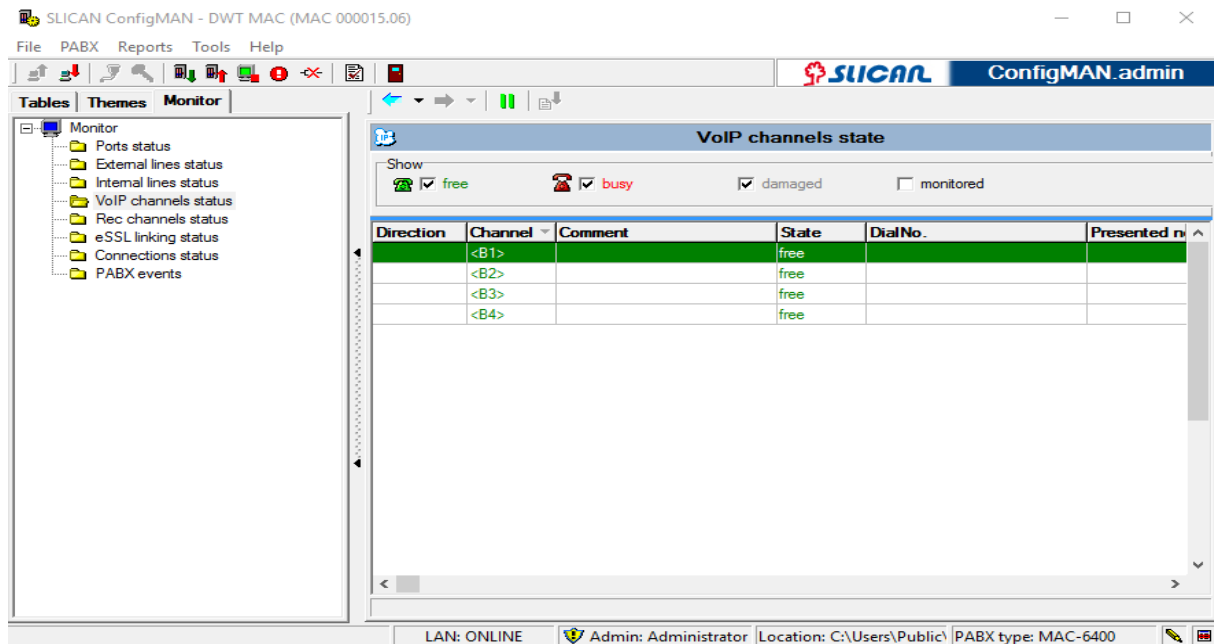 SLICAN ConfigMAN - DWT MAC (MAC 000015.06)
File PABX Reports Tools Help
SLICAN ConfigMAN.admin
Tables Themes Monitor
Monitor
Ports status
External lines status
Internal lines status
VoIP channels status
Rec channels status
eSSL linking status
Connections status
PABX events
VoIP channels state
Show
free busy damaged monitored
Direction Channel Comment State DialNo. Presented n
<B1> free
<B2> free
<B3> free
<B4> free
LAN: ONLINE Admin: Administrator Location: C:\Users\Public\ PABX type: MAC-6400